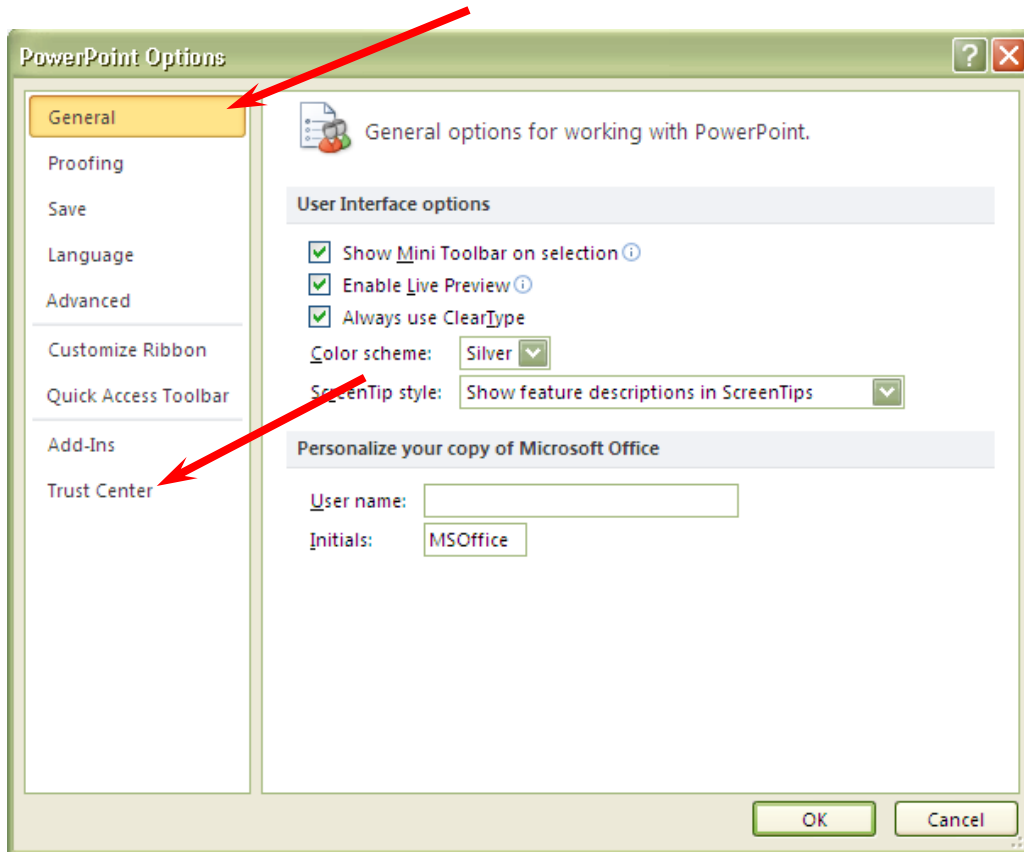 PowerPoint Options
General
Proofing
Save
Language
Advanced
Customize Ribbon
Quick Access Toolbar
Add-Ins
Trust Center
General options for working with PowerPoint.
User Interface options
Show Mini Toolbar on selection
Enable Live Preview
Always use ClearType
Color scheme: Silver
ScreenTip style: Show feature descriptions in ScreenTips
Personalize your copy of Microsoft Office
User name:
Initials: MSOffice
OK Cancel